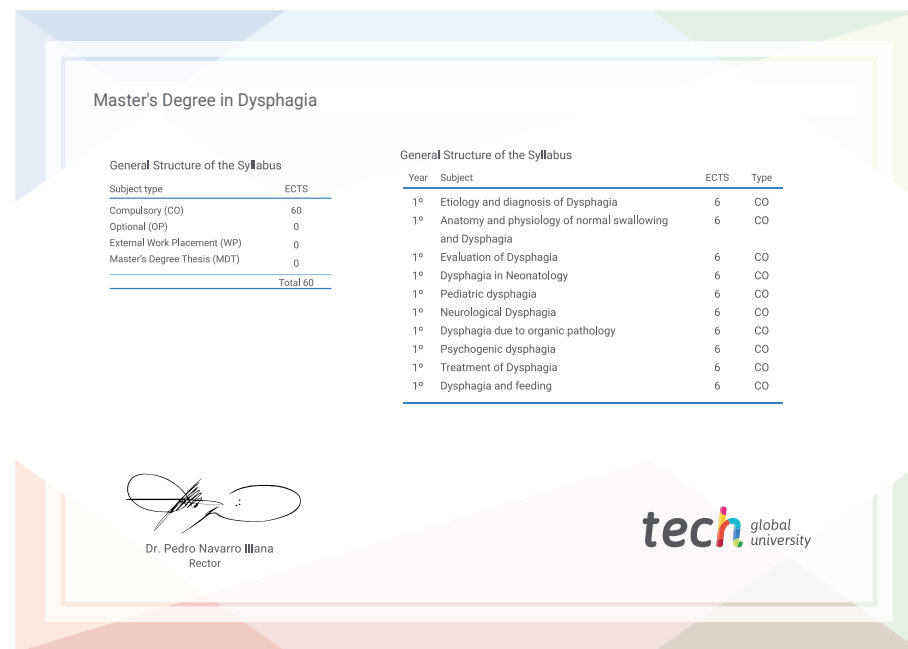 Master's Degree in Dysphagia
General Structure of the Syllabus
Subject type ECTS
Compulsory (CO) 60
Optional (OP) 0
External Work Placement (WP) 0
Master's Degree Thesis (MDT) 0
Total 60
General Structure of the Syllabus
Year Subject ECTS Type
1º Etiology and diagnosis of Dysphagia 6 CO
1º Anatomy and physiology of normal swallowing 6 CO
and Dysphagia
1º Evaluation of Dysphagia 6 CO
1º Dysphagia in Neonatology 6 CO
1º Pediatric dysphagia 6 CO
1º Neurological Dysphagia 6 CO
1º Dysphagia due to organic pathology 6 CO
1º Psychogenic dysphagia 6 CO
1º Treatment of Dysphagia 6 CO
1º Dysphagia and feeding 6 CO
Dr. Pedro Navarro Illana
Rector
tech global
university